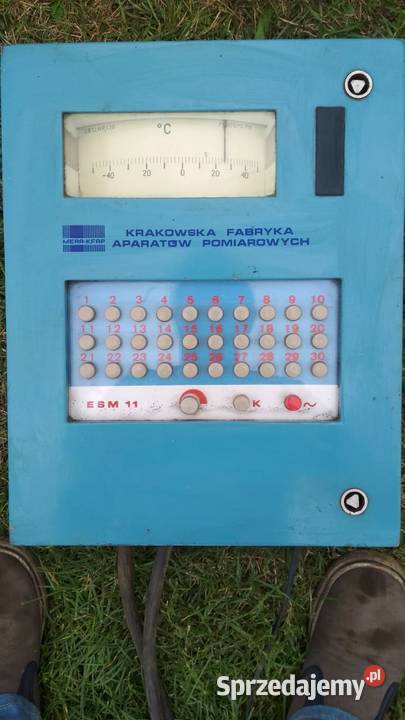 °C
-40 20 0 20 40
MERA-KFAP
KRAKOWSKA FABRYKA
APARATÓW POMIAROWYCH
1 2 3 4 5 6 7 8 9 10
11 12 13 14 15 16 17 18 19 20
21 22 23 24 25 26 27 28 29 30
ESM 11 K ~
Sprzedajemy.pl